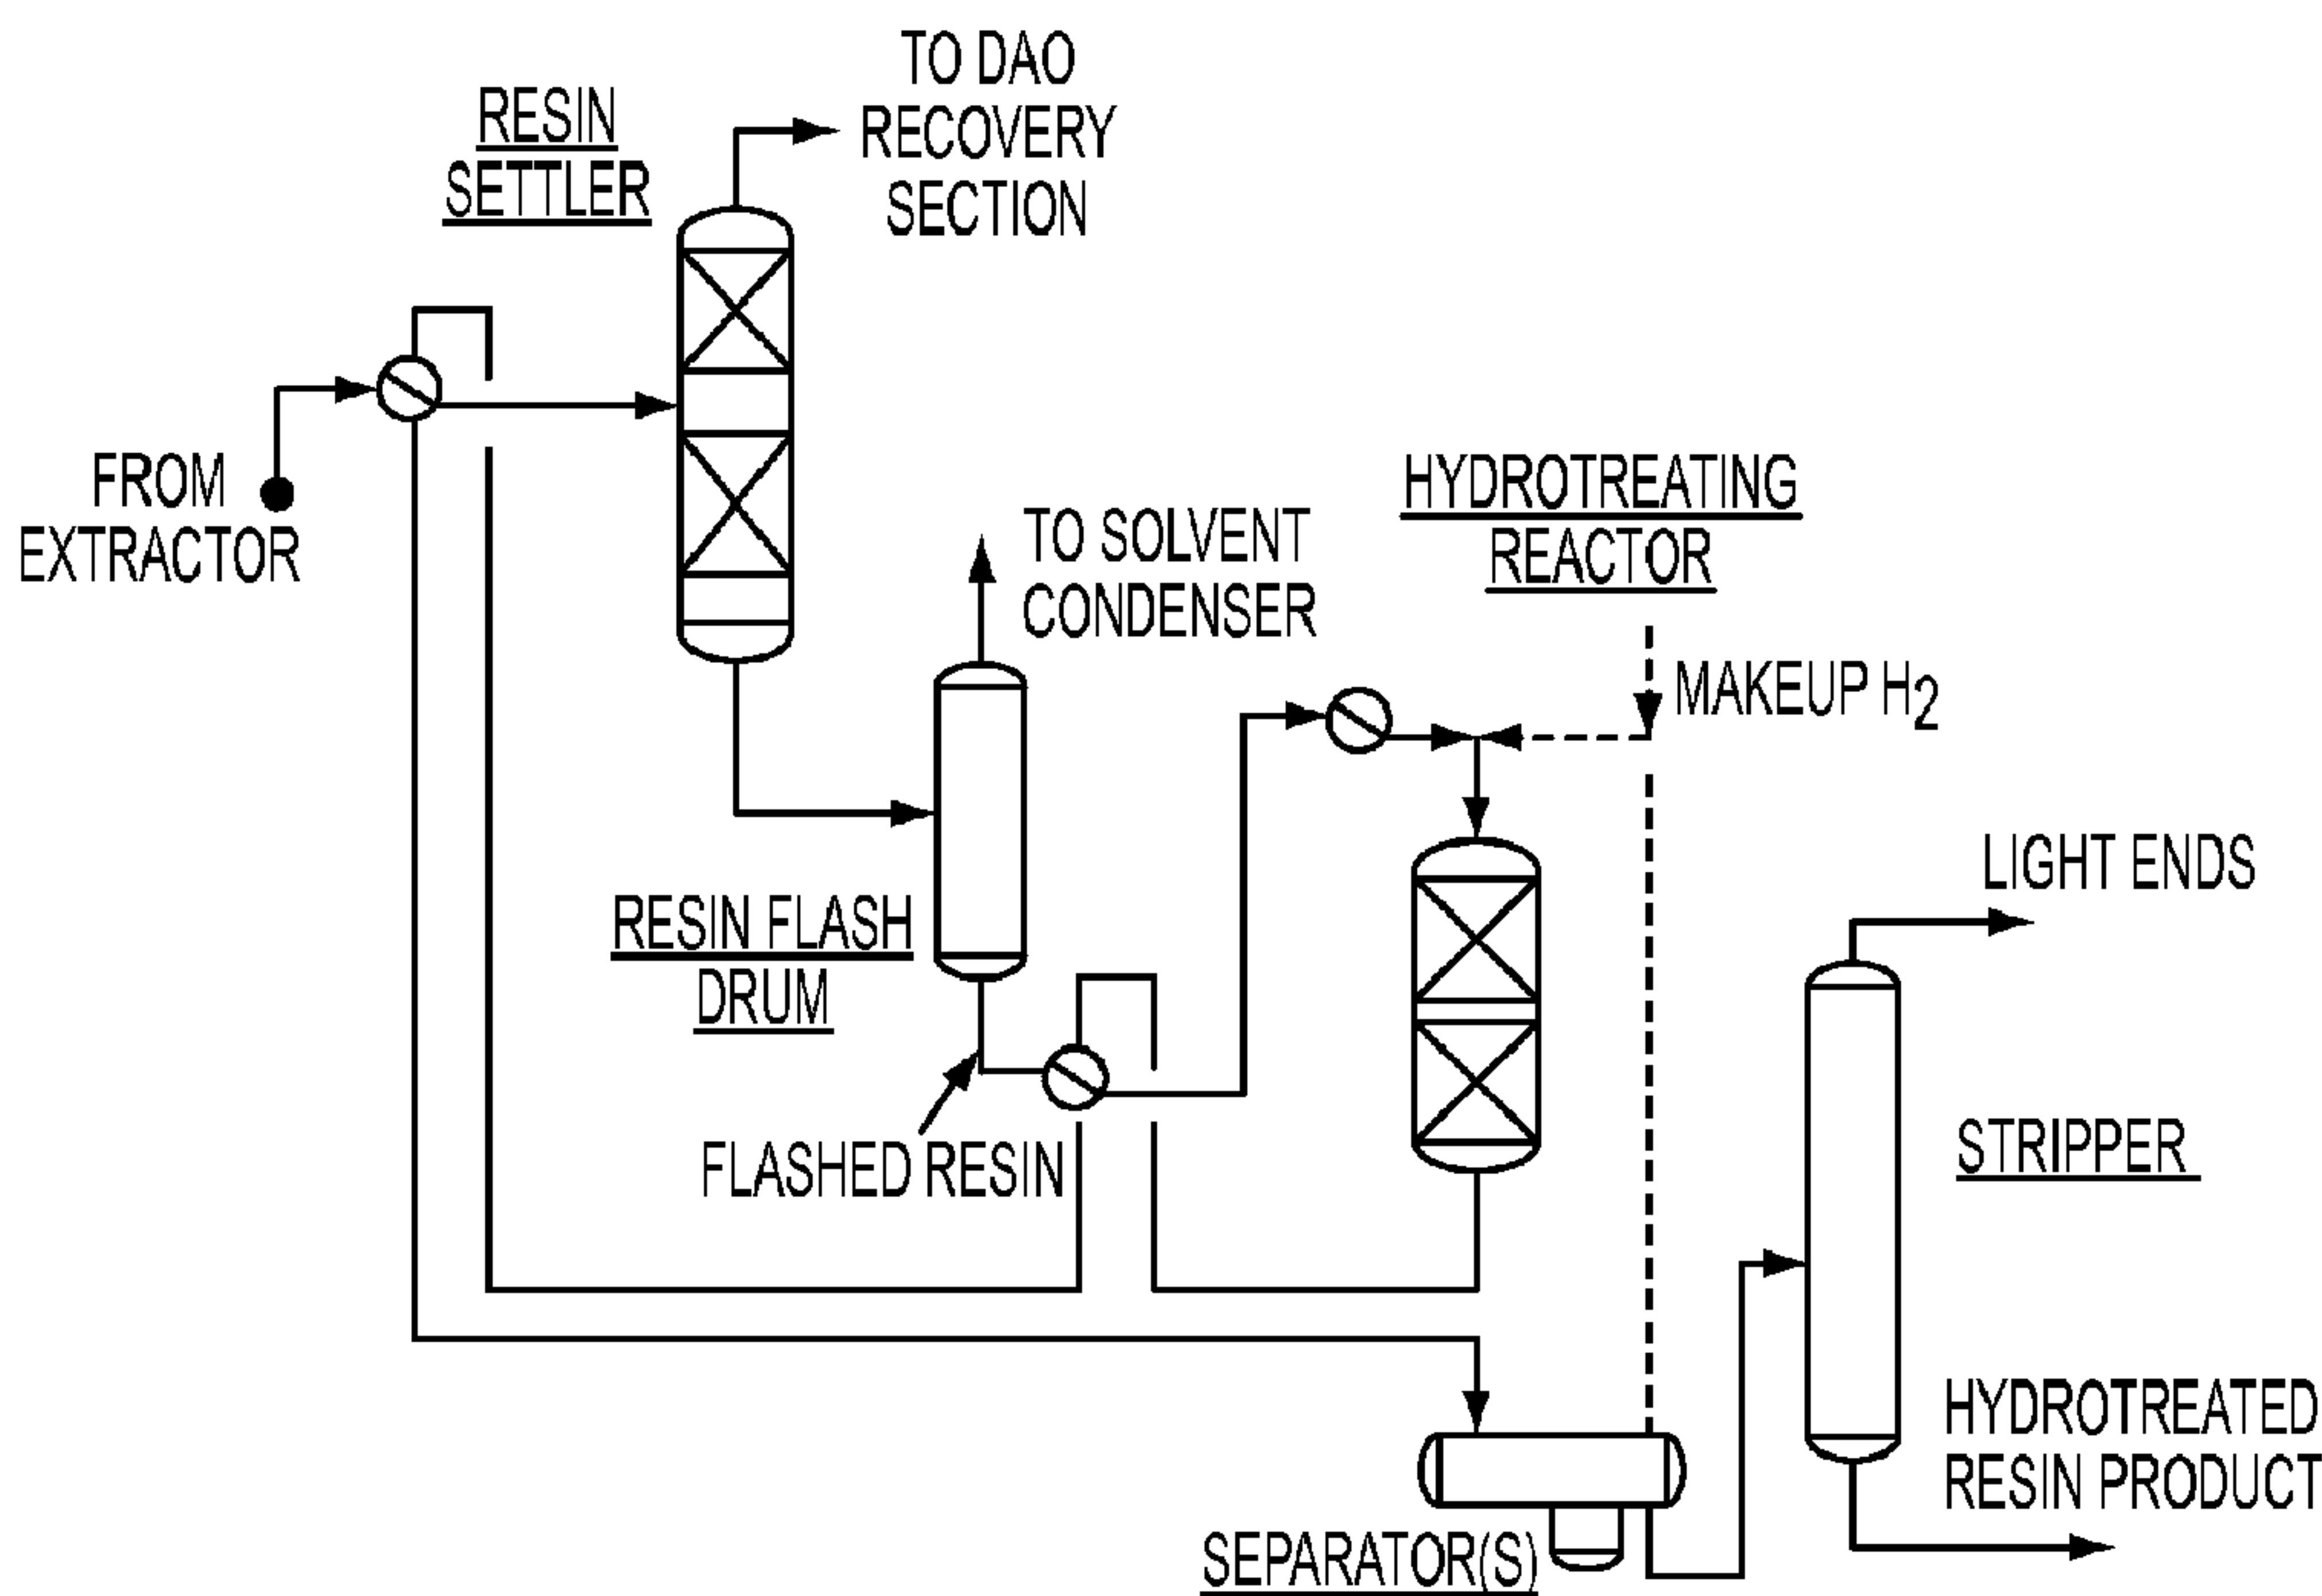 TO DAO
RECOVERY
SECTION
RESIN
SETTLER
FROM
EXTRACTOR
TO SOLVENT
CONDENSER
HYDROTREATING
REACTOR
MAKEUP H2
LIGHT ENDS
RESIN FLASH
DRUM
FLASHED RESIN
STRIPPER
HYDROTREATED
RESIN PRODUCT
SEPARATOR(S)